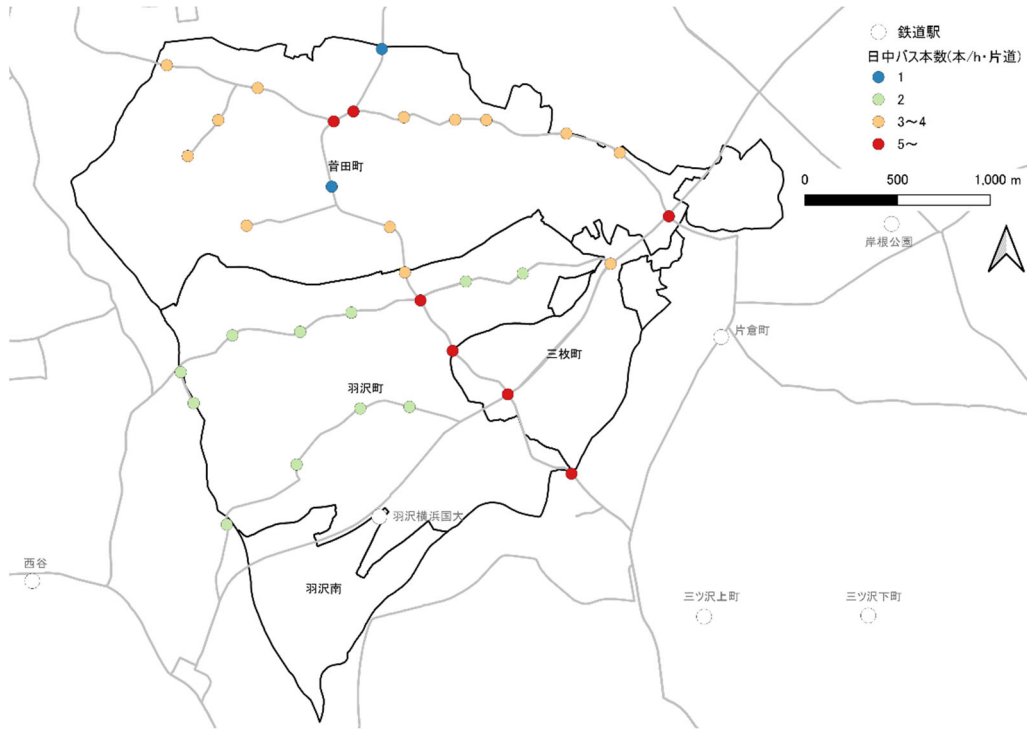 鉄道駅
日中バス本数(本/h・片道)
1
2
3～4
5～
0 500 1,000 m
菅田町
岸根公園
片倉町
三枚町
羽沢町
羽沢横浜国大
西谷
羽沢南
三ツ沢上町
三ツ沢下町